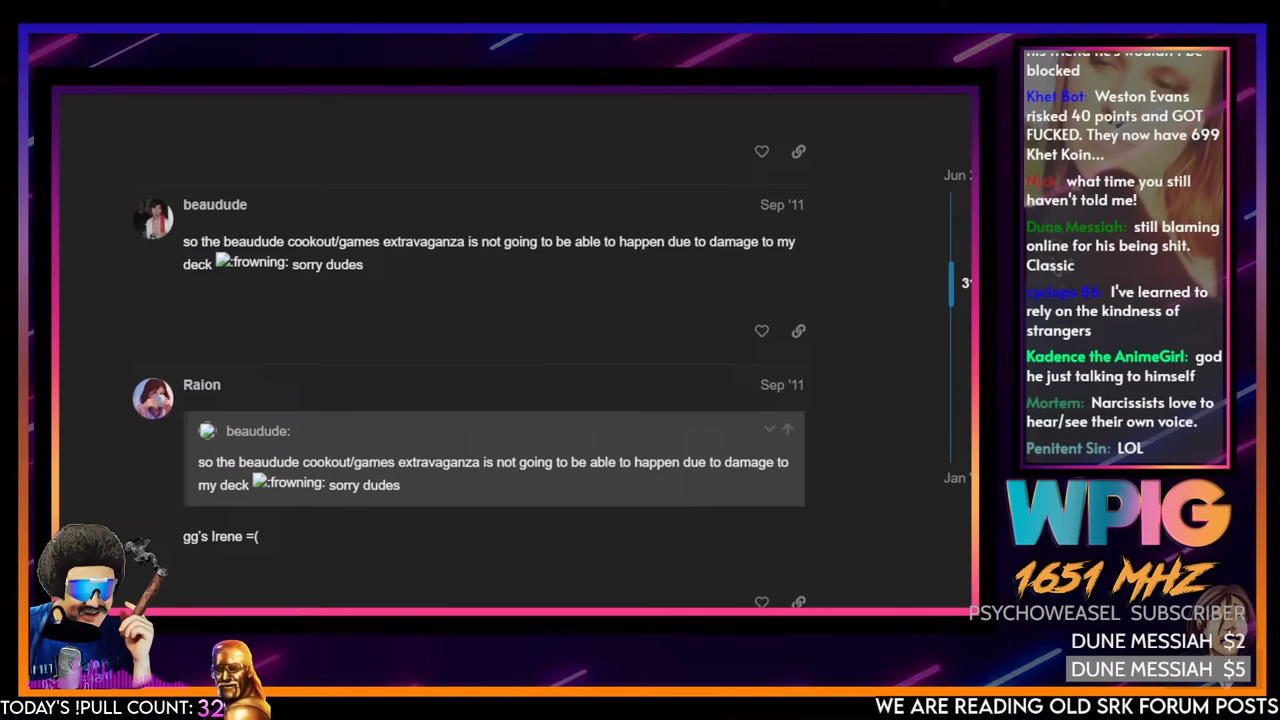 beaudude
Sep '11
so the beaudude cookout/games extravaganza is not going to be able to happen due to damage to my
deck :frowning: sorry dudes
Raion
Sep '11
beaudude:
so the beaudude cookout/games extravaganza is not going to be able to happen due to damage to
my deck :frowning: sorry dudes
gg's Irene =(
Jun
31
Jan
blocked
Khet Bot: Weston Evans
risked 40 points and GOT
FUCKED. They now have 699
Khet Koin...
Nick: what time you still
haven't told me!
Dune Messiah: still blaming
online for his being shit.
Classic
cyclops 86: I've learned to
rely on the kindness of
strangers
Kadence the AnimeGirl: god
he just talking to himself
Mortem: Narcissists love to
hear/see their own voice.
Penitent Sin: LOL
WPIG
1651 MHZ
PSYCHOWEASEL SUBSCRIBER
DUNE MESSIAH $2
DUNE MESSIAH $5
TODAY'S !PULL COUNT: 32
WE ARE READING OLD SRK FORUM POSTS